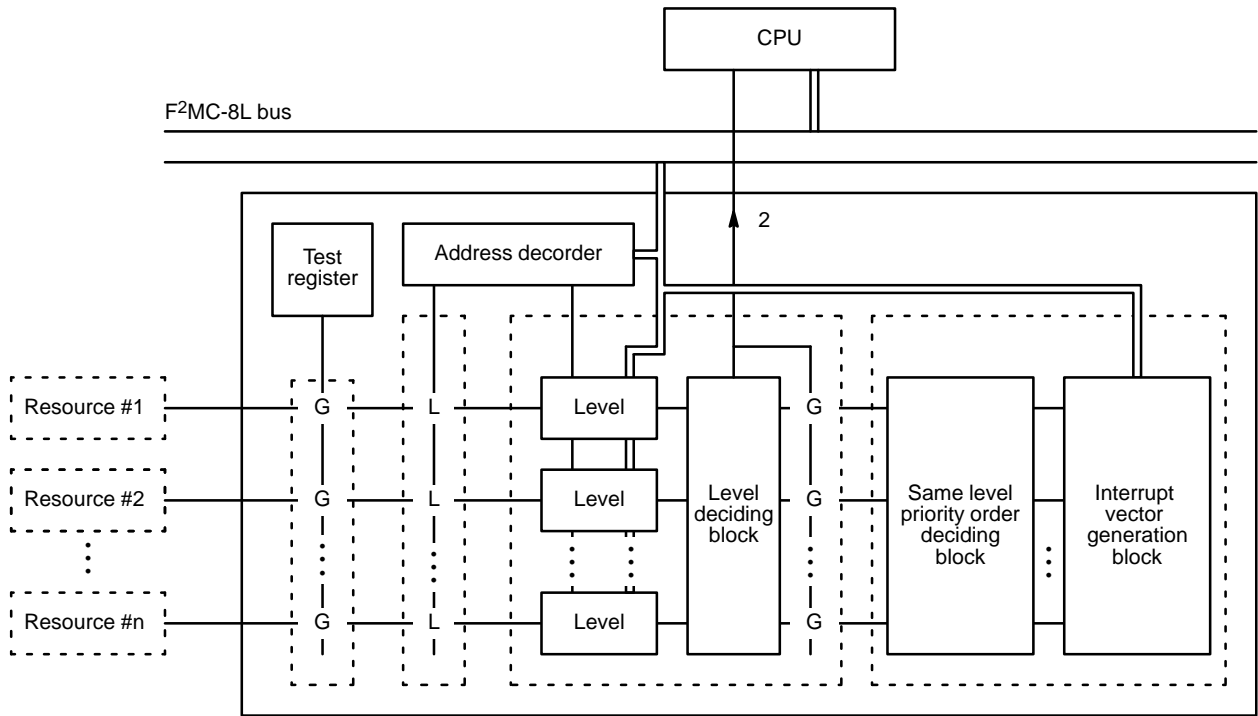 CPU
F²MC-8L bus
2
Test
register
Address decorder
Resource #1
G
L
Level
G
Resource #2
G
L
Level
Level
deciding
block
G
Same level
priority order
deciding
block
Interrupt
vector
generation
block
Resource #n
G
L
Level
G